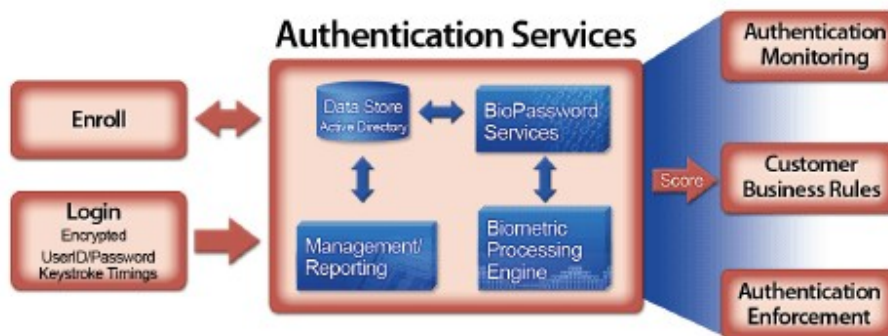 Authentication Services
Enroll
Login
Encrypted
UserID/Password
Keystroke Timings
Data Store
Active Directory
BioPassword
Services
Management/
Reporting
Biometric
Processing
Engine
Score
Authentication
Monitoring
Customer
Business Rules
Authentication
Enforcement